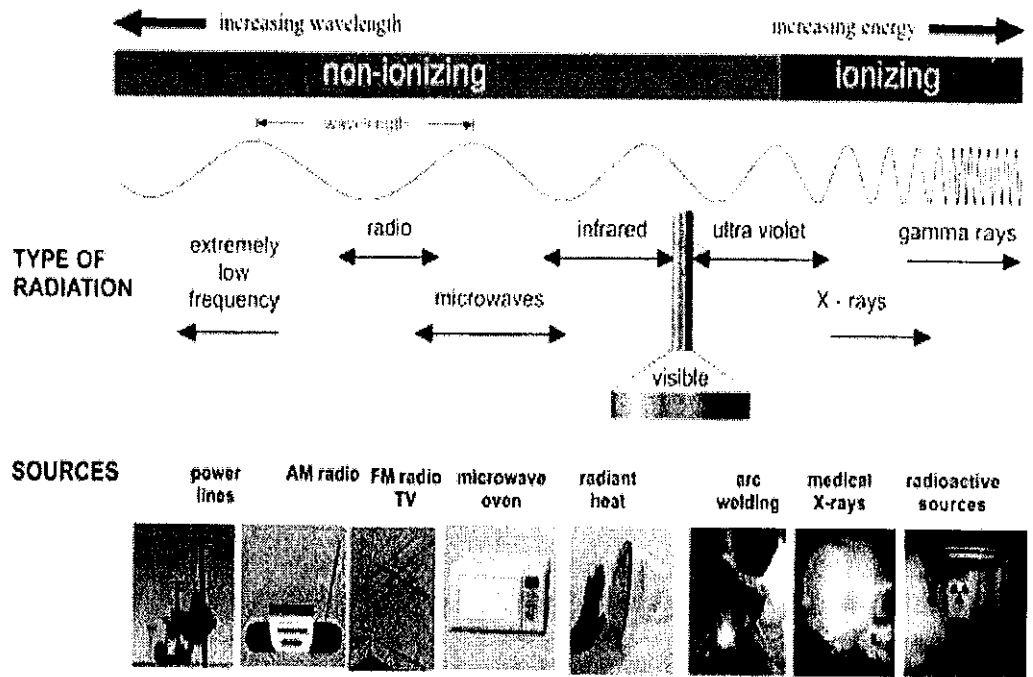 increasing wavelength
increasing energy
non-ionizing
ionizing
wavelength
TYPE OF
RADIATION
extremely
low
frequency
radio
microwaves
infrared
visible
ultra violet
X - rays
gamma rays
SOURCES
power
lines
AM radio
FM radio
TV
microwave
oven
radiant
heat
arc
welding
medical
X-rays
radioactive
sources